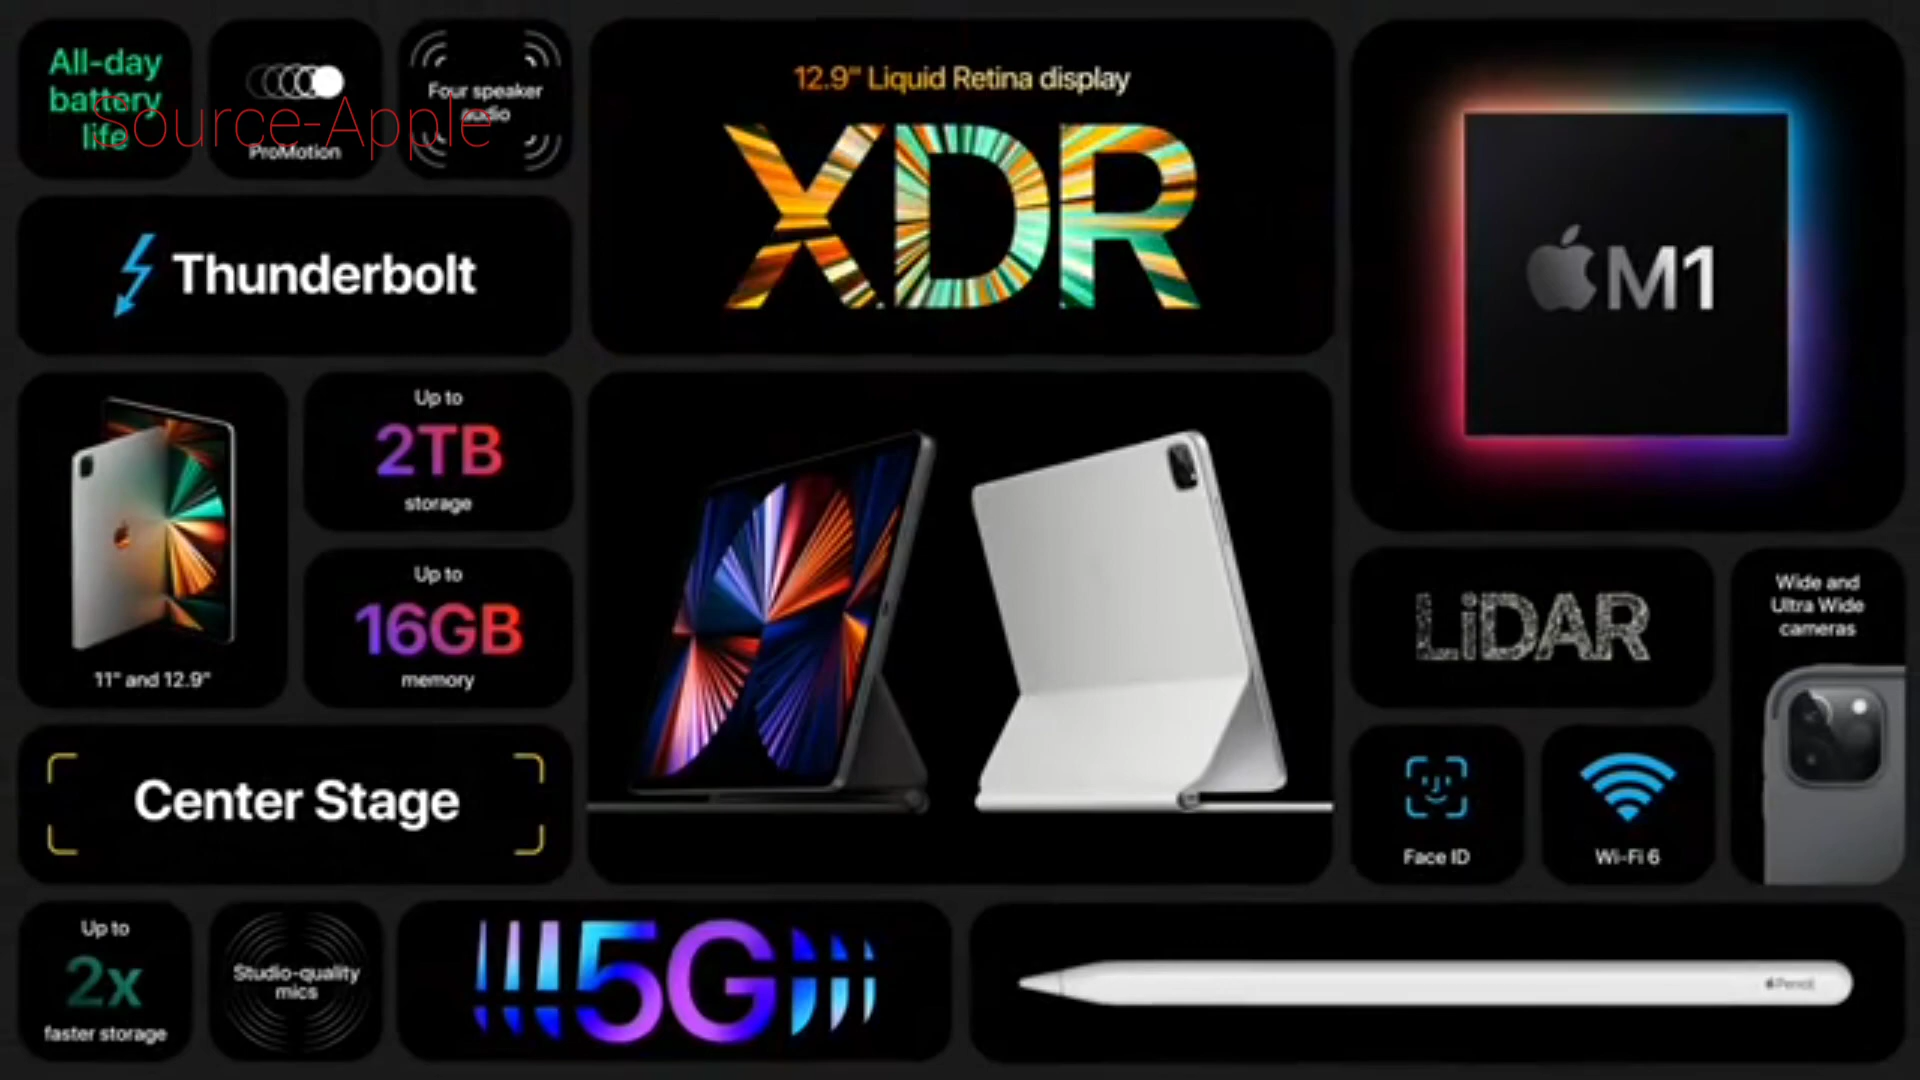 All-day
battery
life
Source-Apple
ProMotion
Four speaker
audio
Thunderbolt
12.9" Liquid Retina display
XDR
M1
11" and 12.9"
Up to
2TB
storage
Up to
16GB
memory
LiDAR
Wide and
Ultra Wide
cameras
Center Stage
Face ID
Wi-Fi 6
Up to
2x
faster storage
Studio-quality
mics
5G
Pencil